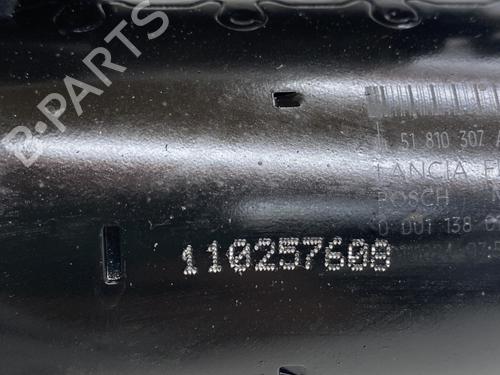 B-PARTS
51 810 307
LANCIA
BOSCH
0 001 138
110257608